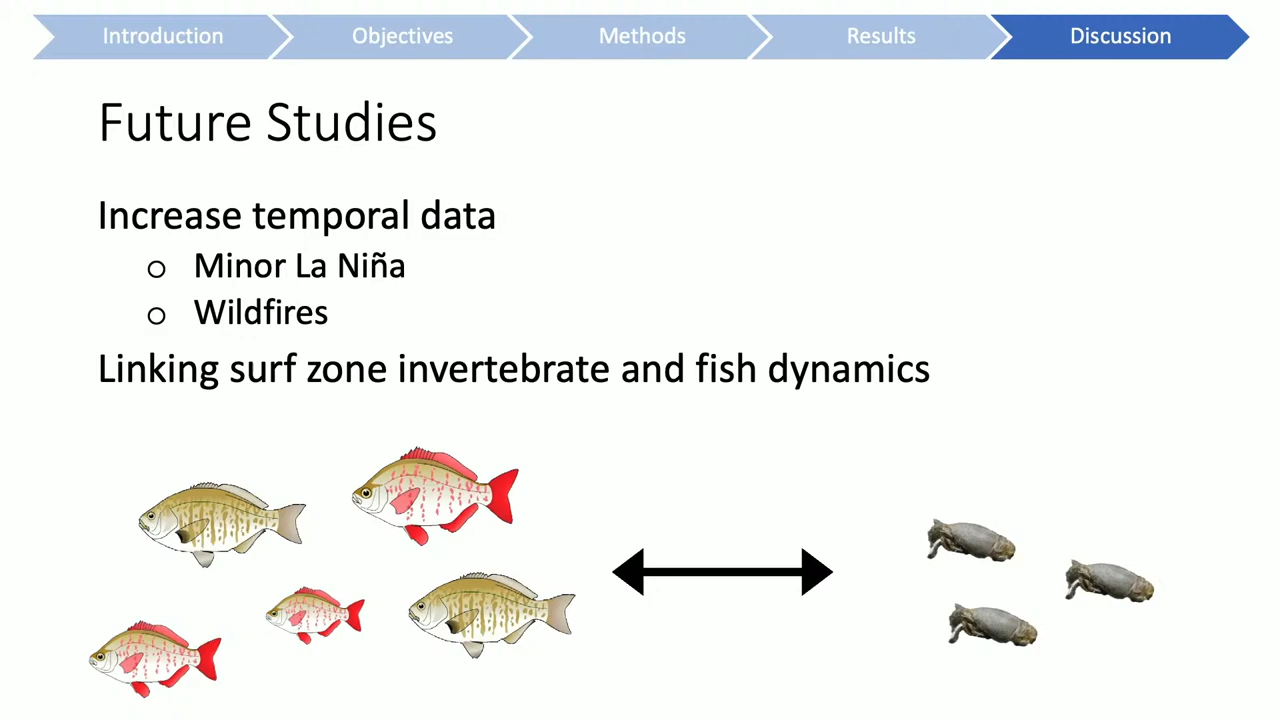 Introduction
Objectives
Methods
Results
Discussion
Future Studies
Increase temporal data
o Minor La Niña
o Wildfires
Linking surf zone invertebrate and fish dynamics